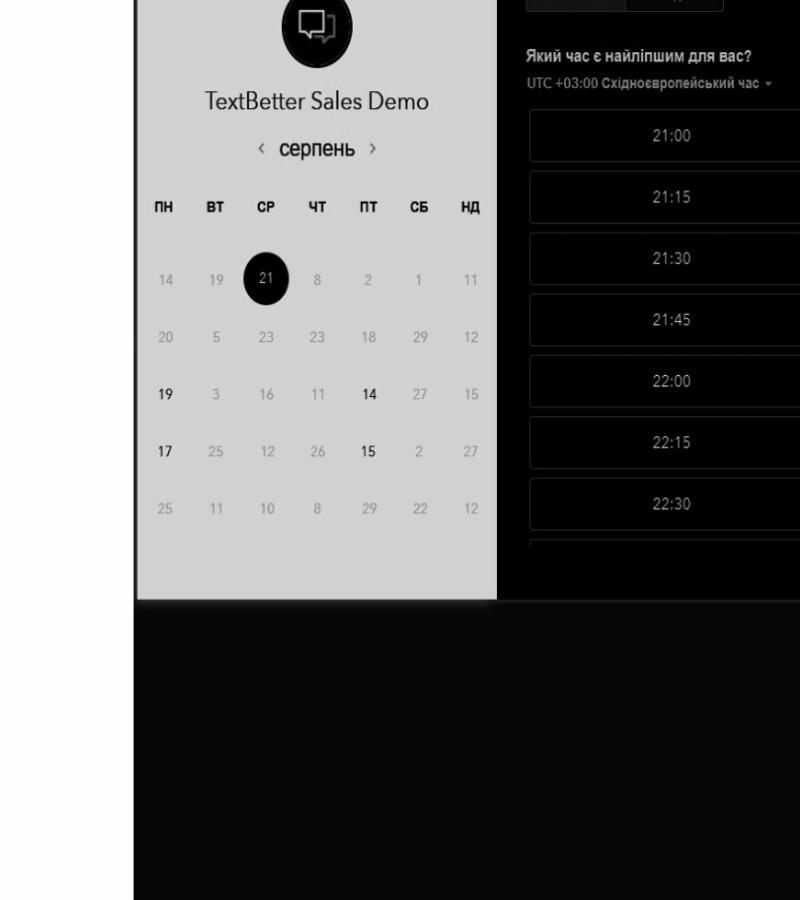 TextBetter Sales Demo
‹ серпень ›
ПН ВТ СР ЧТ ПТ СБ НД
14 19 21 8 2 1 11
20 5 23 23 18 29 12
19 3 16 11 14 27 15
17 25 12 26 15 2 27
25 11 10 8 29 22 12
Який час є найліпшим для вас?
UTC +03:00 Східноєвропейський час
21:00
21:15
21:30
21:45
22:00
22:15
22:30